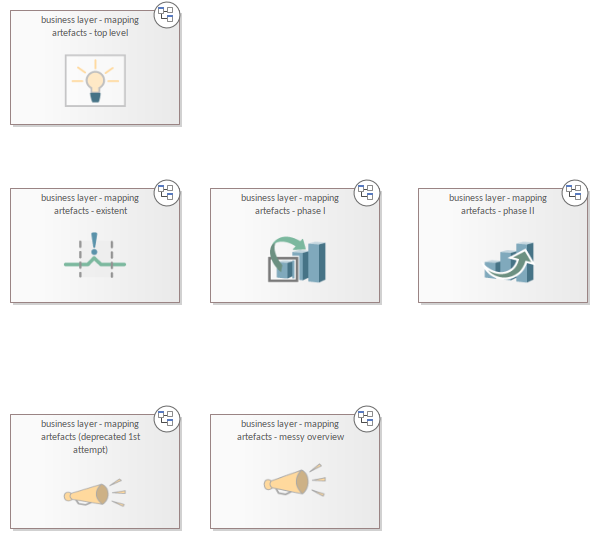 business layer - mapping
artefacts - top level
business layer - mapping
artefacts - existent
business layer - mapping
artefacts - phase I
business layer - mapping
artefacts - phase II
business layer - mapping
artefacts (deprecated 1st
attempt)
business layer - mapping
artefacts - messy overview